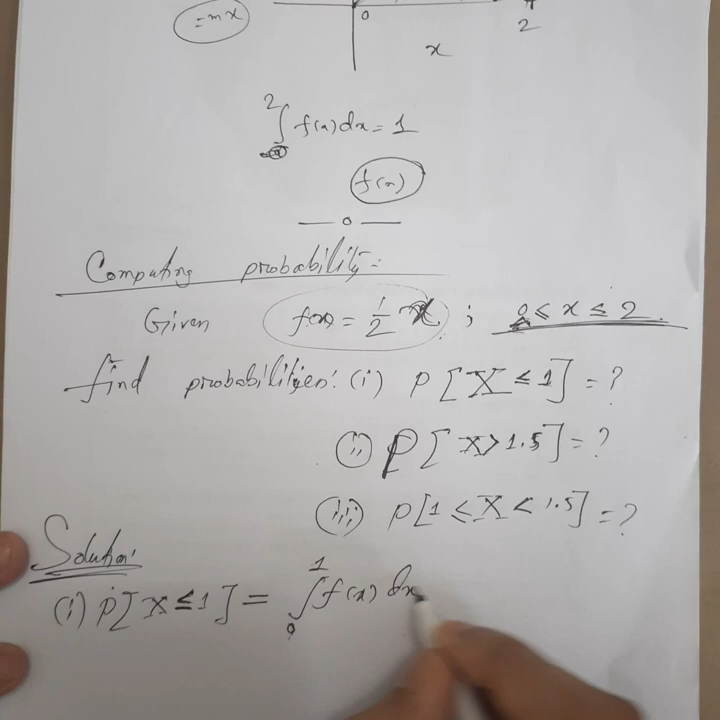 = mx
0
π/2
x
∫₀² f(x)dx = 1
f(x)
— 0 —
Computing probability:
Given f(x) = 1/2 x ; 0 ≤ x ≤ 2.
find probabilities: (i) P[X ≤ 1] = ?
(ii) P[X > 1.5] = ?
(iii) P[1 ≤ X < 1.5] = ?
Solution:
(i) P[X ≤ 1] = ∫₀¹ f(x) dx